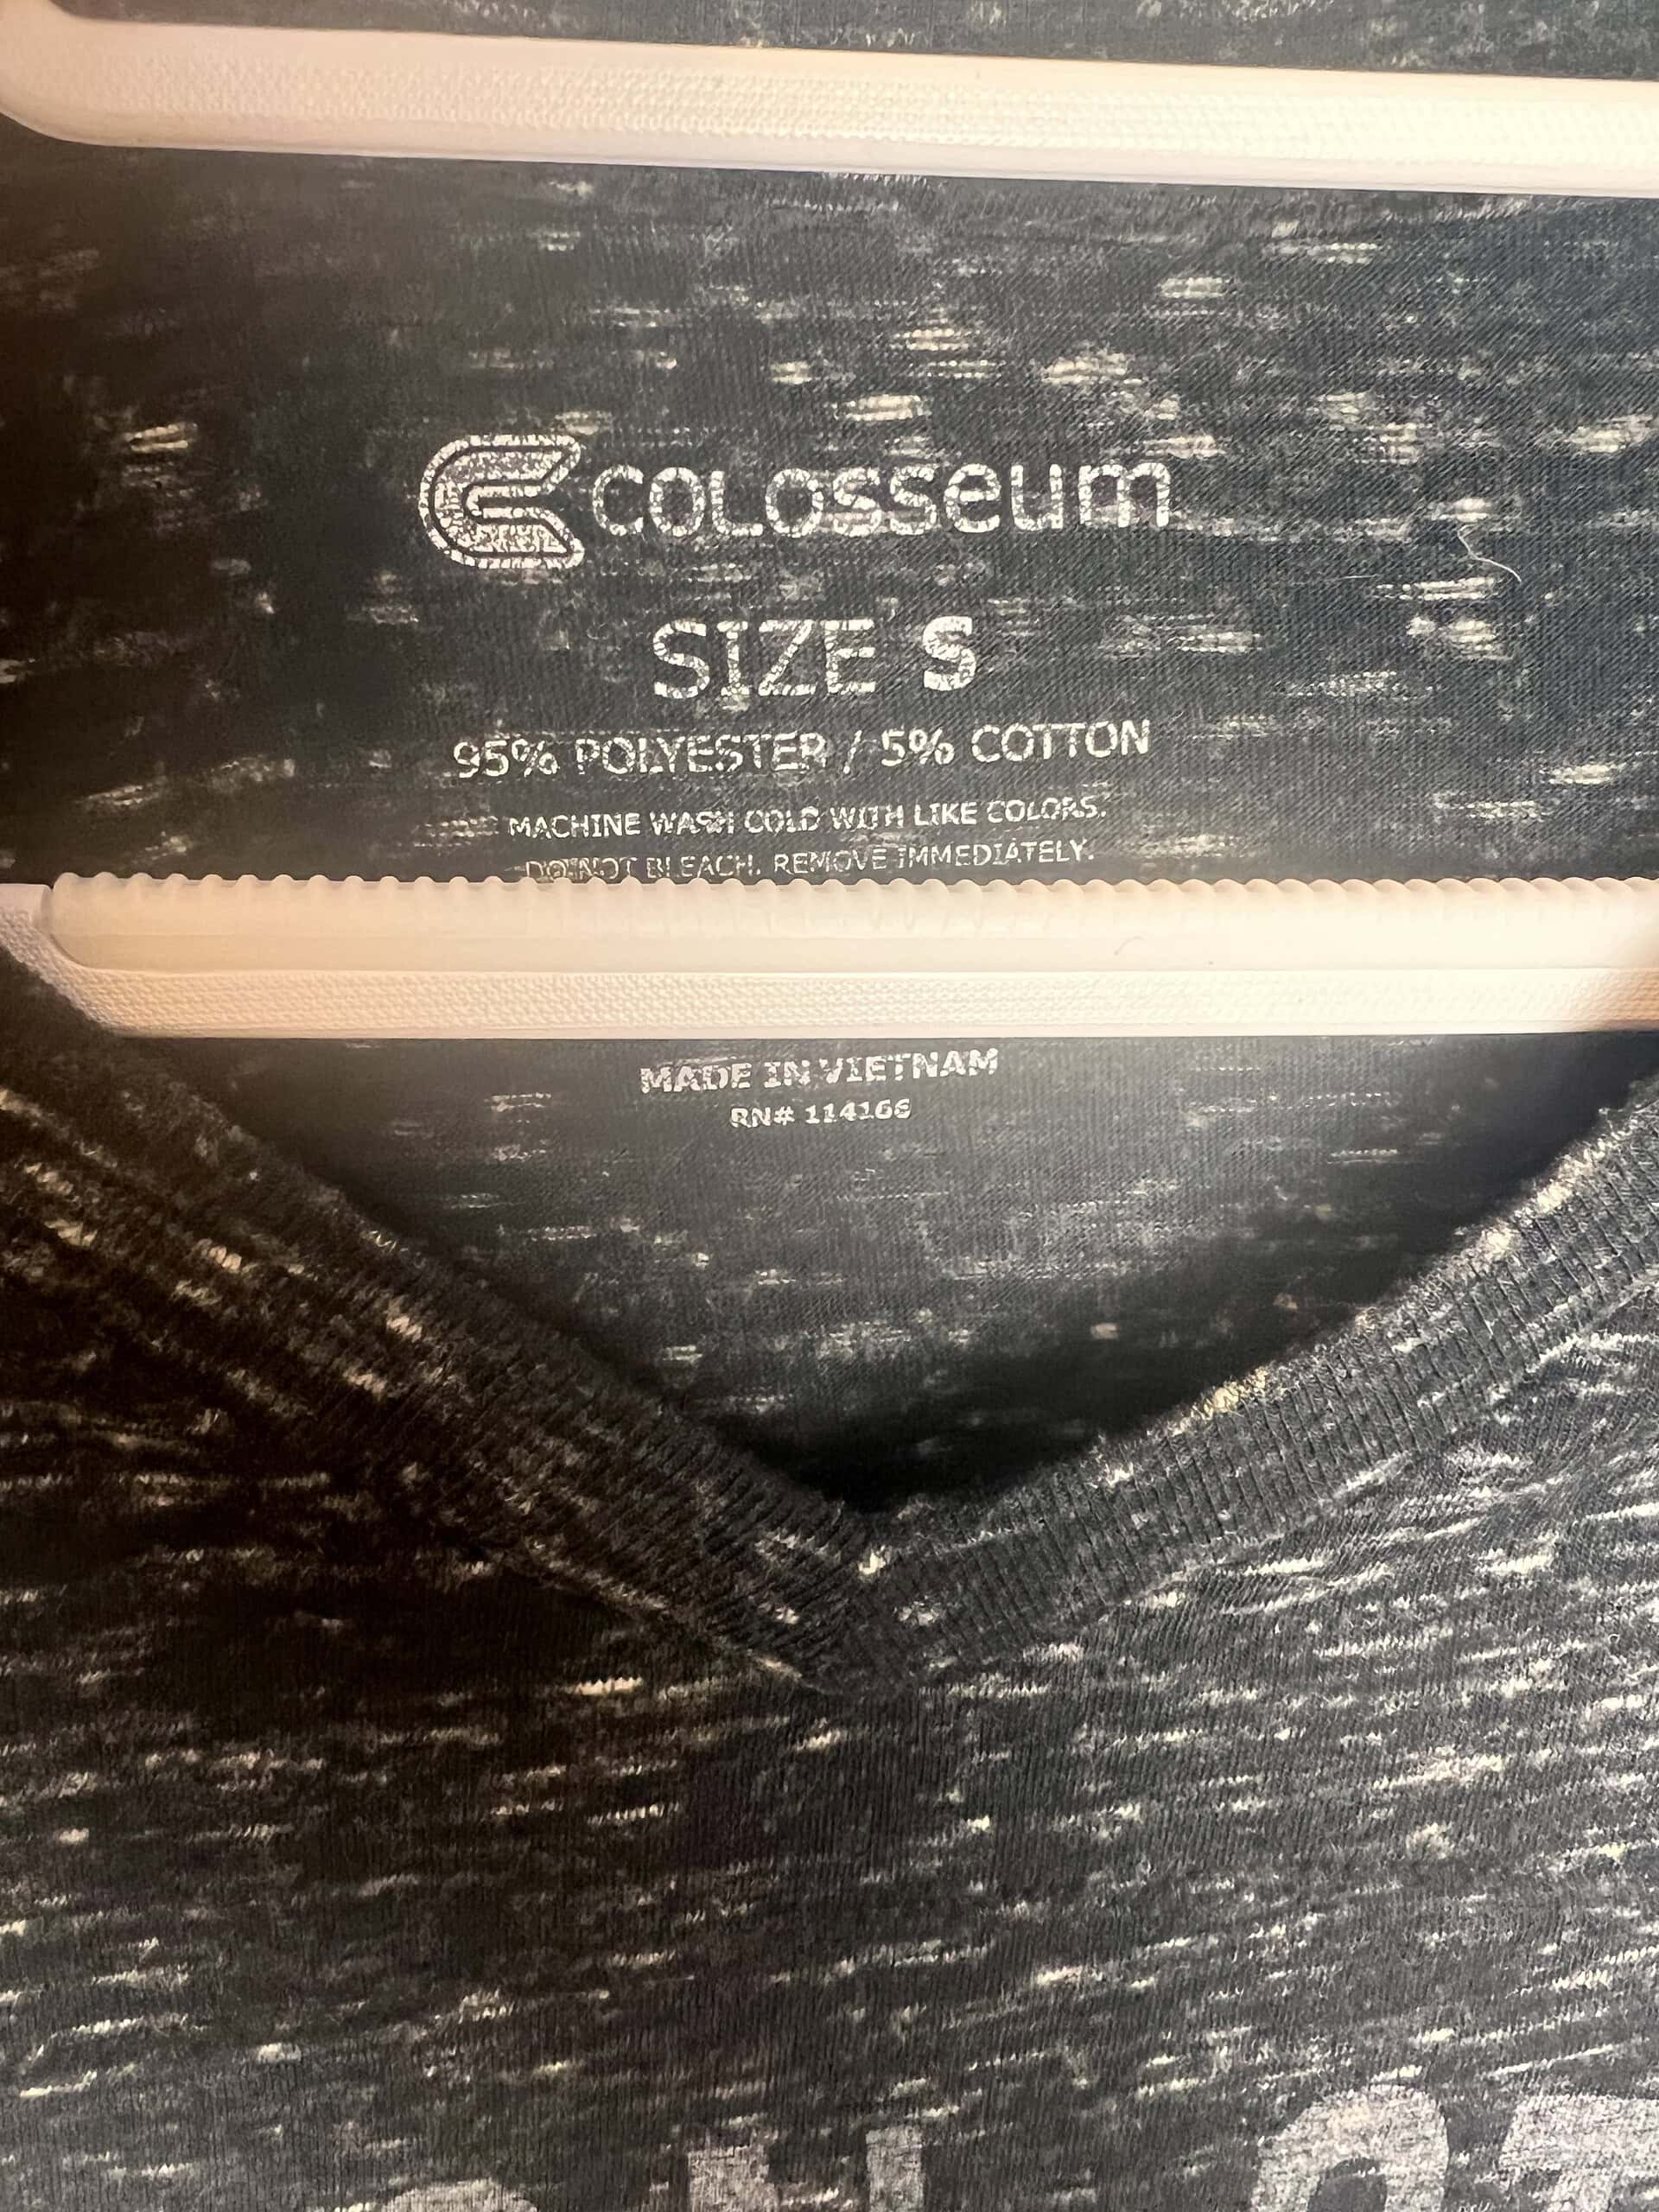 COLOSSEUM
SIZE S
95% POLYESTER / 5% COTTON
MACHINE WASH COLD WITH LIKE COLORS.
DO NOT BLEACH. REMOVE IMMEDIATELY.
MADE IN VIETNAM
RN# 114166